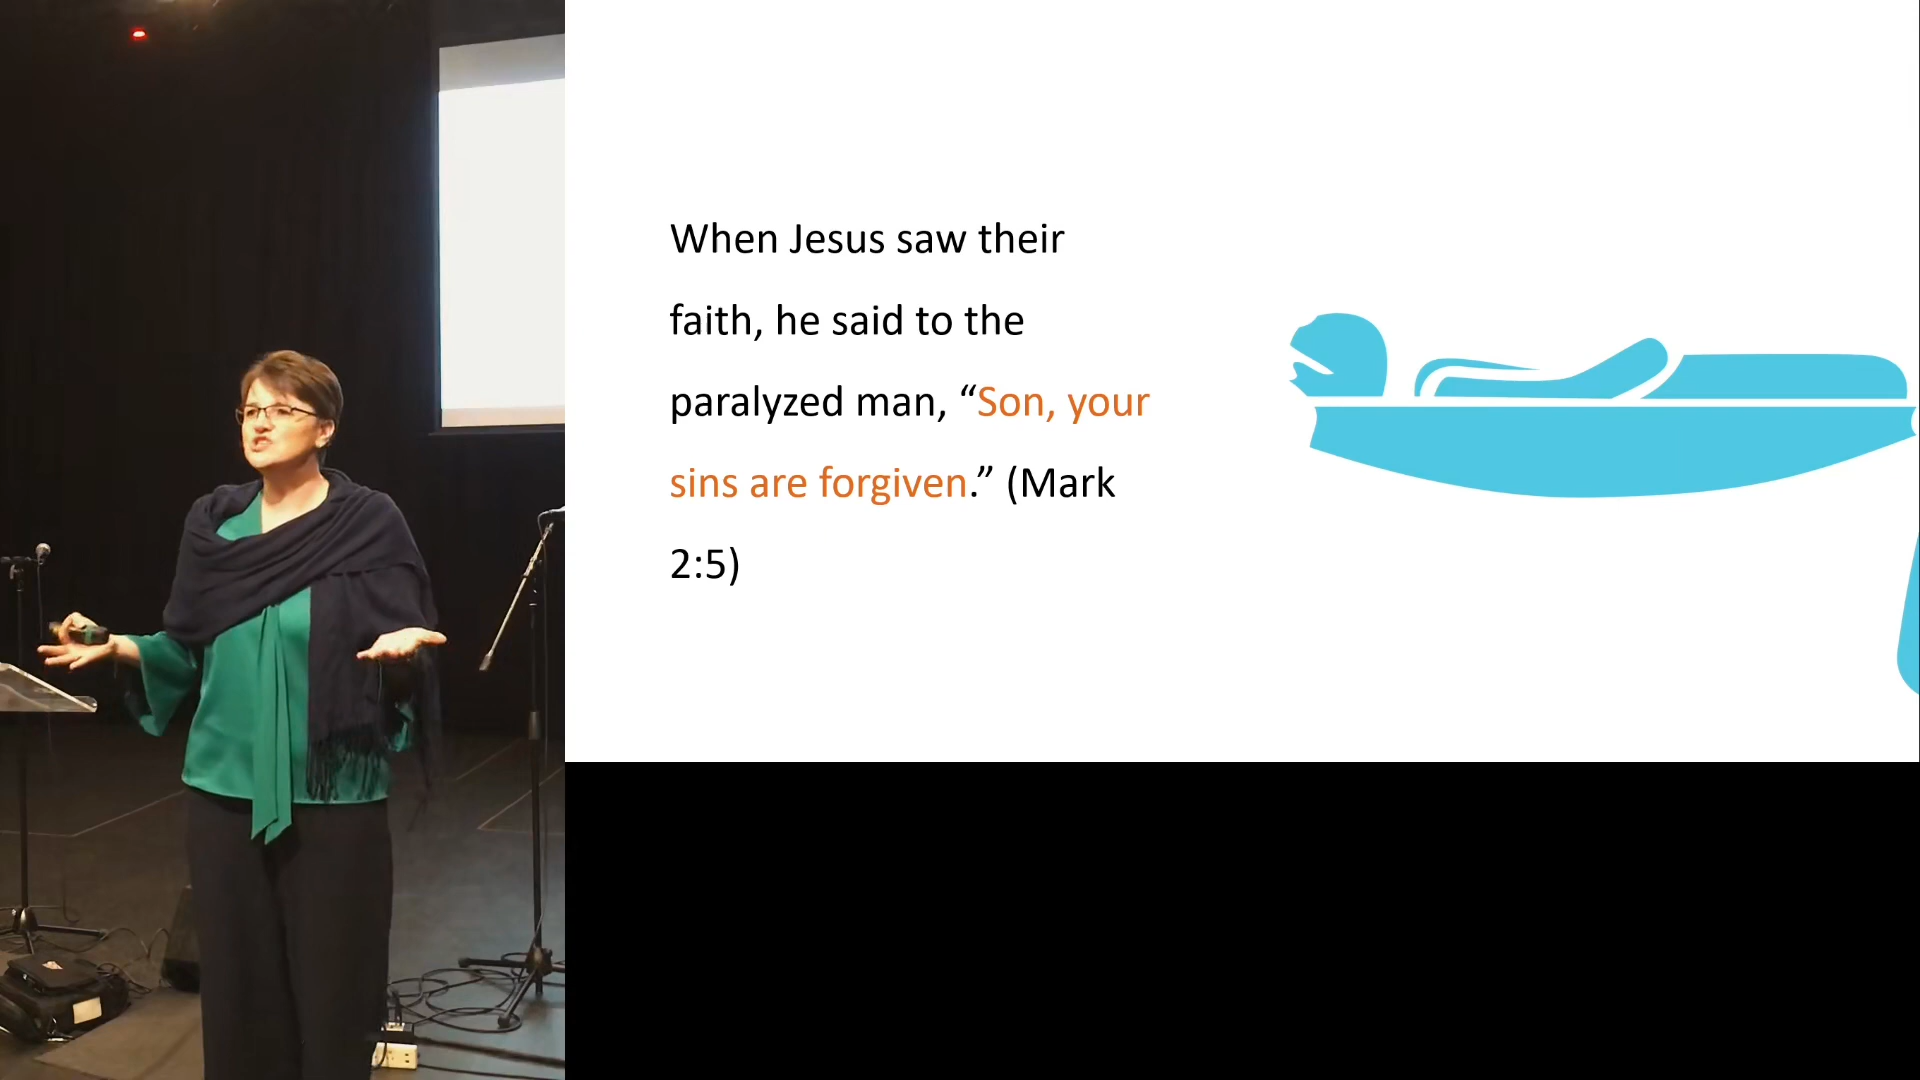 When Jesus saw their
faith, he said to the
paralyzed man, “Son, your
sins are forgiven.” (Mark
2:5)